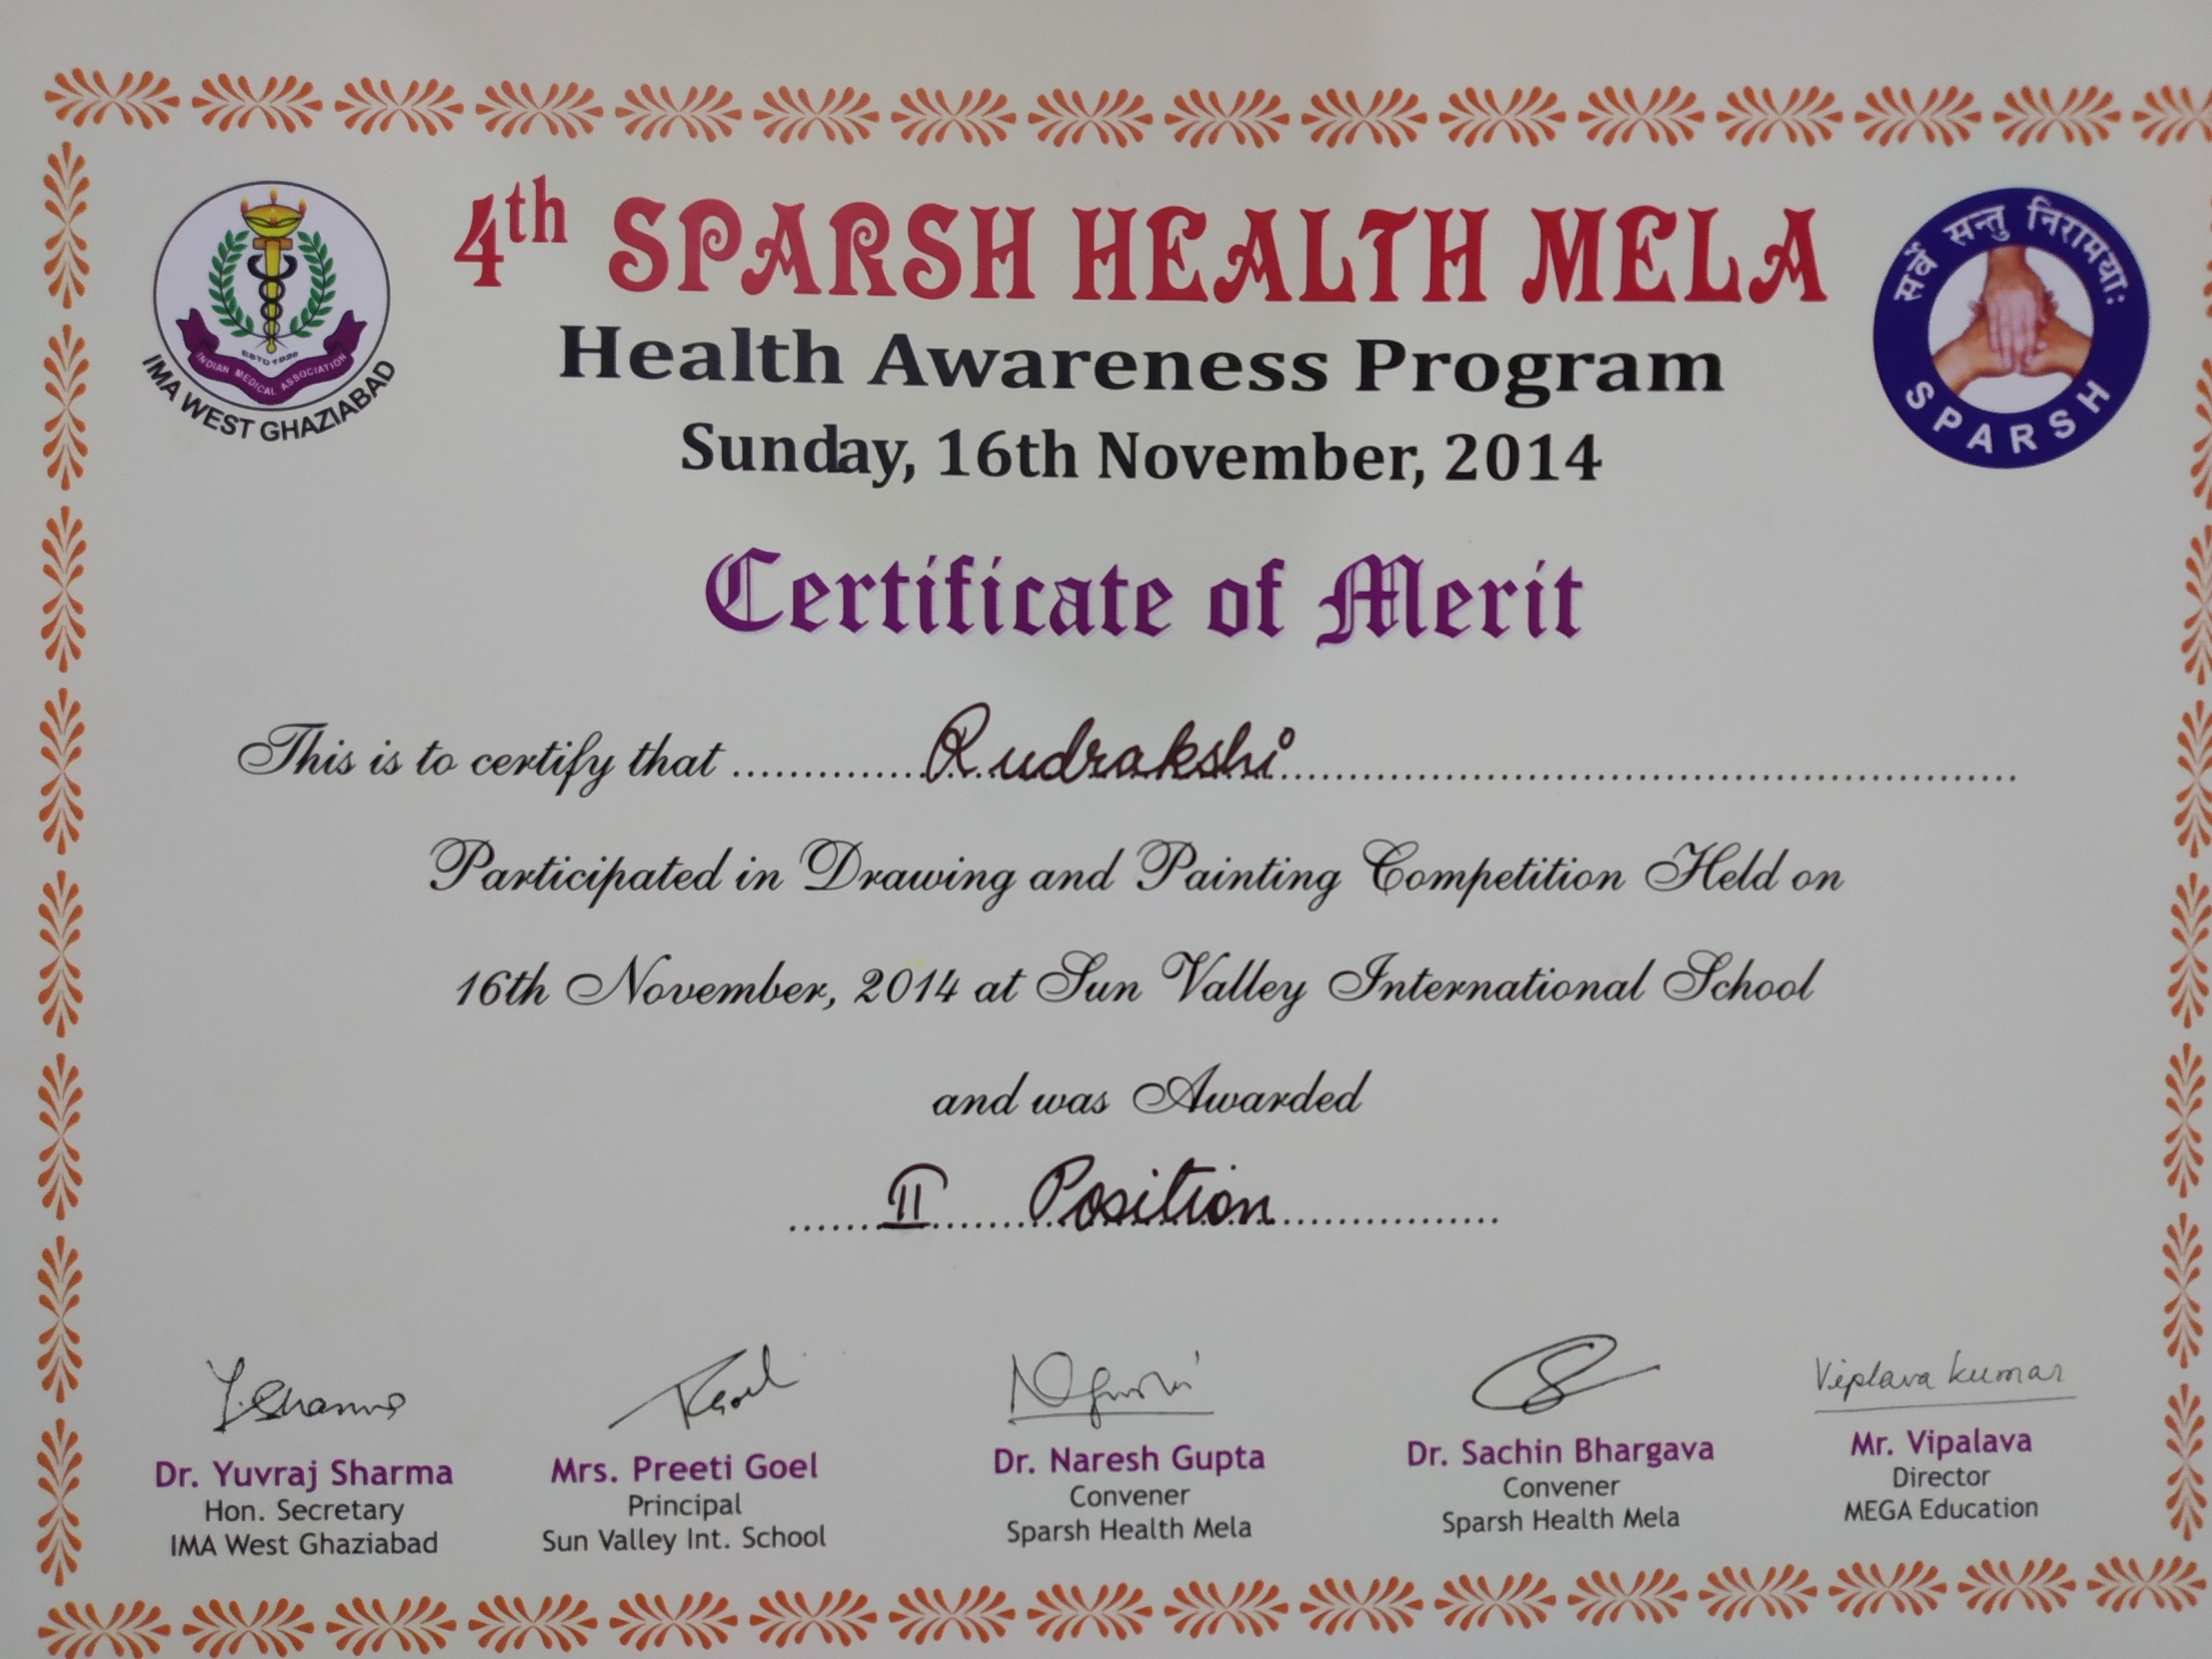 4th SPARSH HEALTH MELA
Health Awareness Program
Sunday, 16th November, 2014
ESTD 1928
INDIAN MEDICAL ASSOCIATION
IMA WEST GHAZIABAD
सर्वे सन्तु निरामयाः
SPARSH
Certificate of Merit
This is to certify that Rudrakshi
Participated in Drawing and Painting Competition Held on
16th November, 2014 at Sun Valley International School
and was Awarded
II Position
Y. Sharma
Viplava kumar
Dr. Yuvraj Sharma
Hon. Secretary
IMA West Ghaziabad
Mrs. Preeti Goel
Principal
Sun Valley Int. School
Dr. Naresh Gupta
Convener
Sparsh Health Mela
Dr. Sachin Bhargava
Convener
Sparsh Health Mela
Mr. Vipalava
Director
MEGA Education